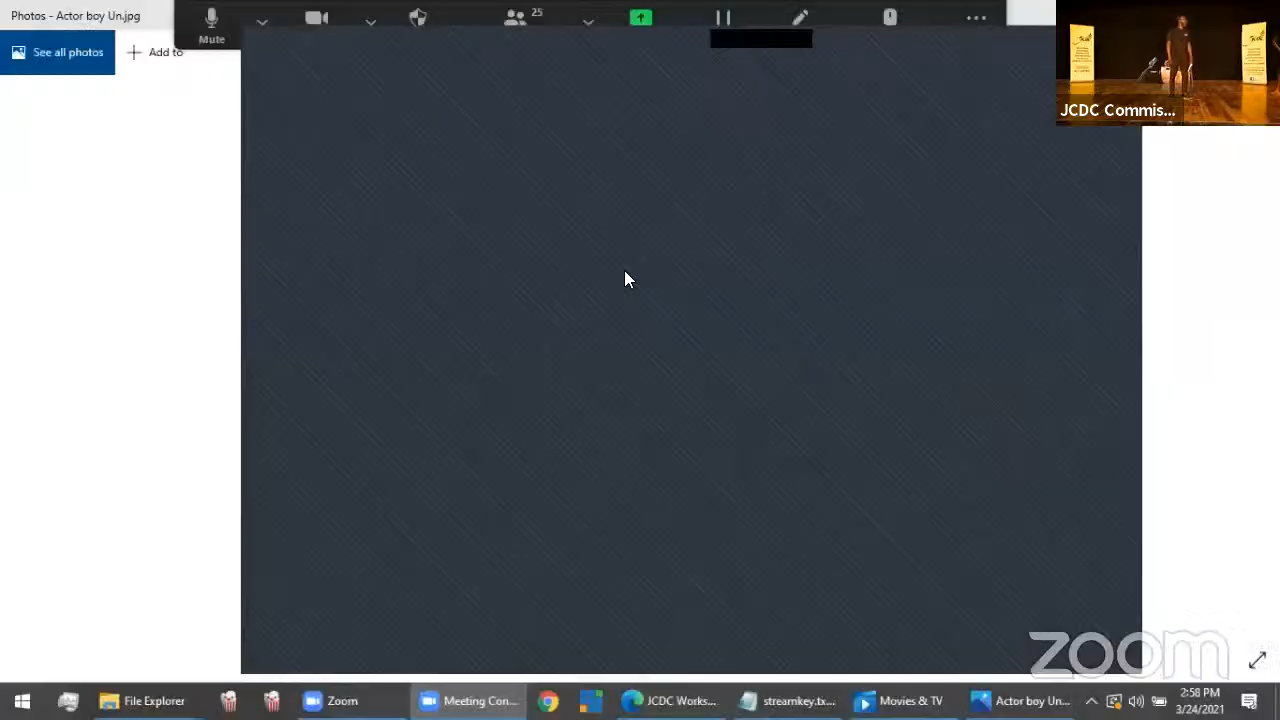 Photos - Actor boy Un.jpg
25
Mute
See all photos
Add to
JCDC Commis...
zoom
File Explorer
Zoom
Meeting Con...
JCDC Works...
streamkey.tx...
Movies & TV
Actor boy Un...
2:58 PM
3/24/2021